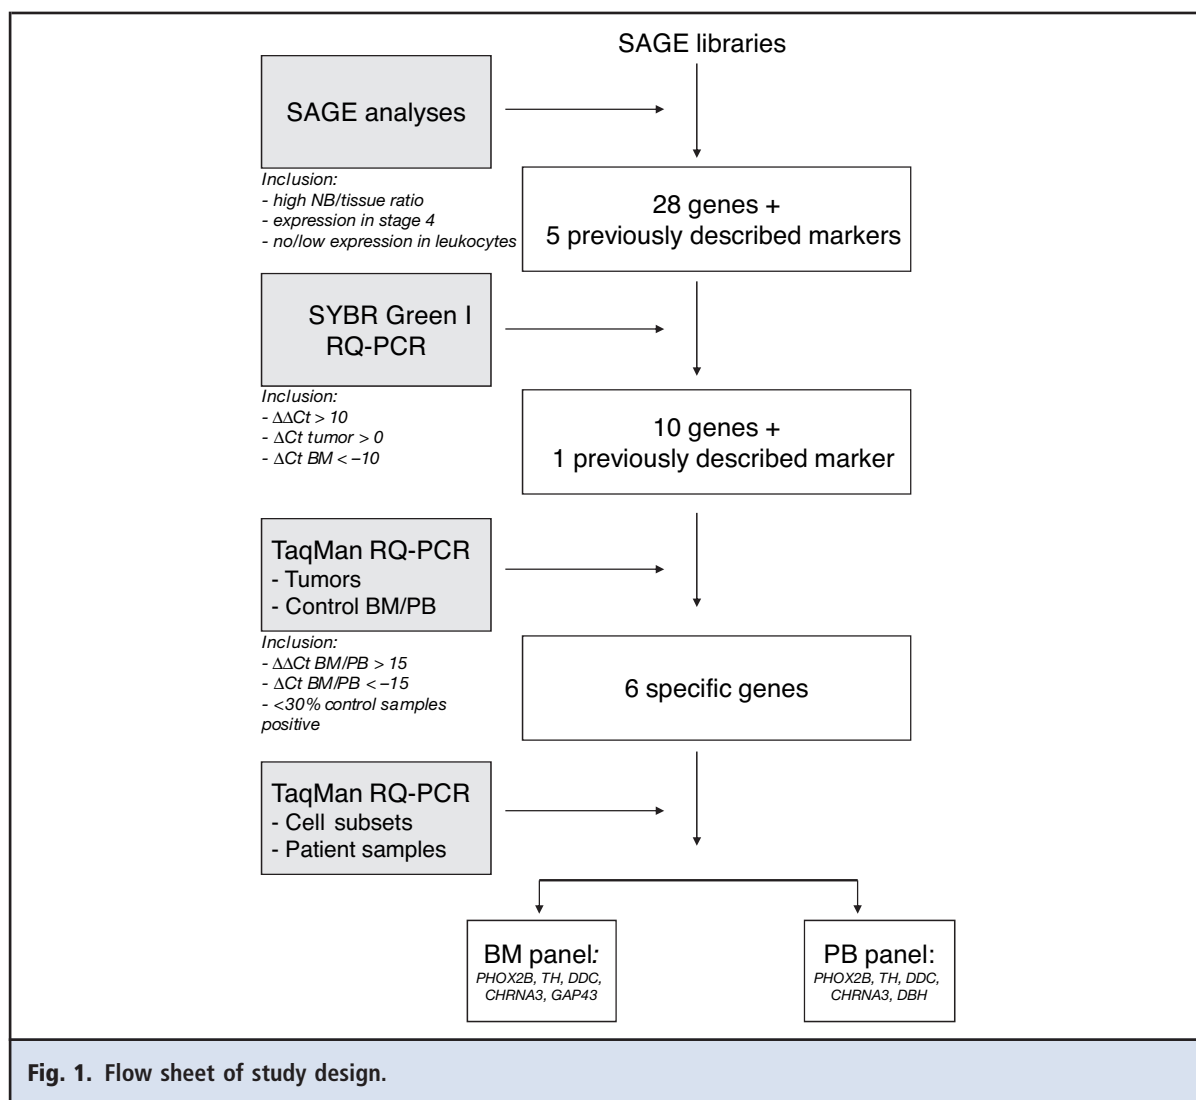 SAGE libraries
SAGE analyses
Inclusion:
- high NB/tissue ratio
- expression in stage 4
- no/low expression in leukocytes
28 genes +
5 previously described markers
SYBR Green I
RQ-PCR
Inclusion:
- ΔΔCt > 10
- ΔCt tumor > 0
- ΔCt BM < –10
10 genes +
1 previously described marker
TaqMan RQ-PCR
- Tumors
- Control BM/PB
Inclusion:
- ΔΔCt BM/PB > 15
- ΔCt BM/PB < –15
- <30% control samples
positive
6 specific genes
TaqMan RQ-PCR
- Cell subsets
- Patient samples
BM panel:
PHOX2B, TH, DDC,
CHRNA3, GAP43
PB panel:
PHOX2B, TH, DDC,
CHRNA3, DBH
Fig. 1. Flow sheet of study design.